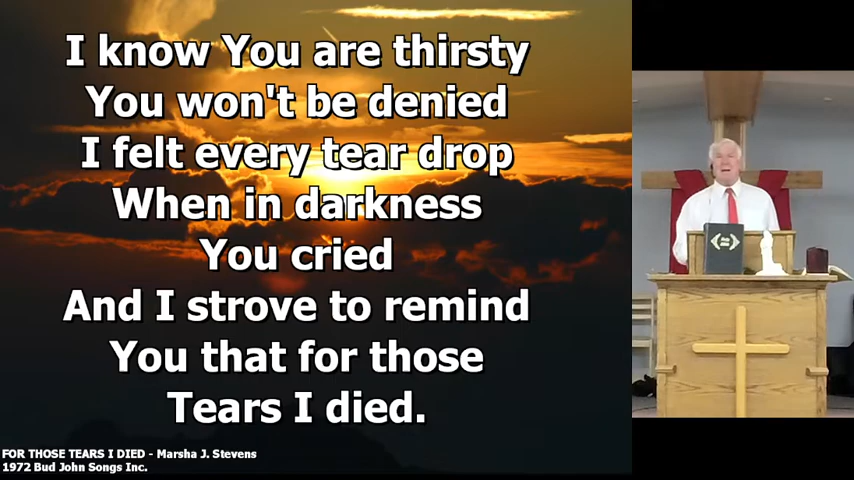 I know You are thirsty
You won't be denied
I felt every tear drop
When in darkness
You cried
And I strove to remind
You that for those
Tears I died.
FOR THOSE TEARS I DIED - Marsha J. Stevens
1972 Bud John Songs Inc.